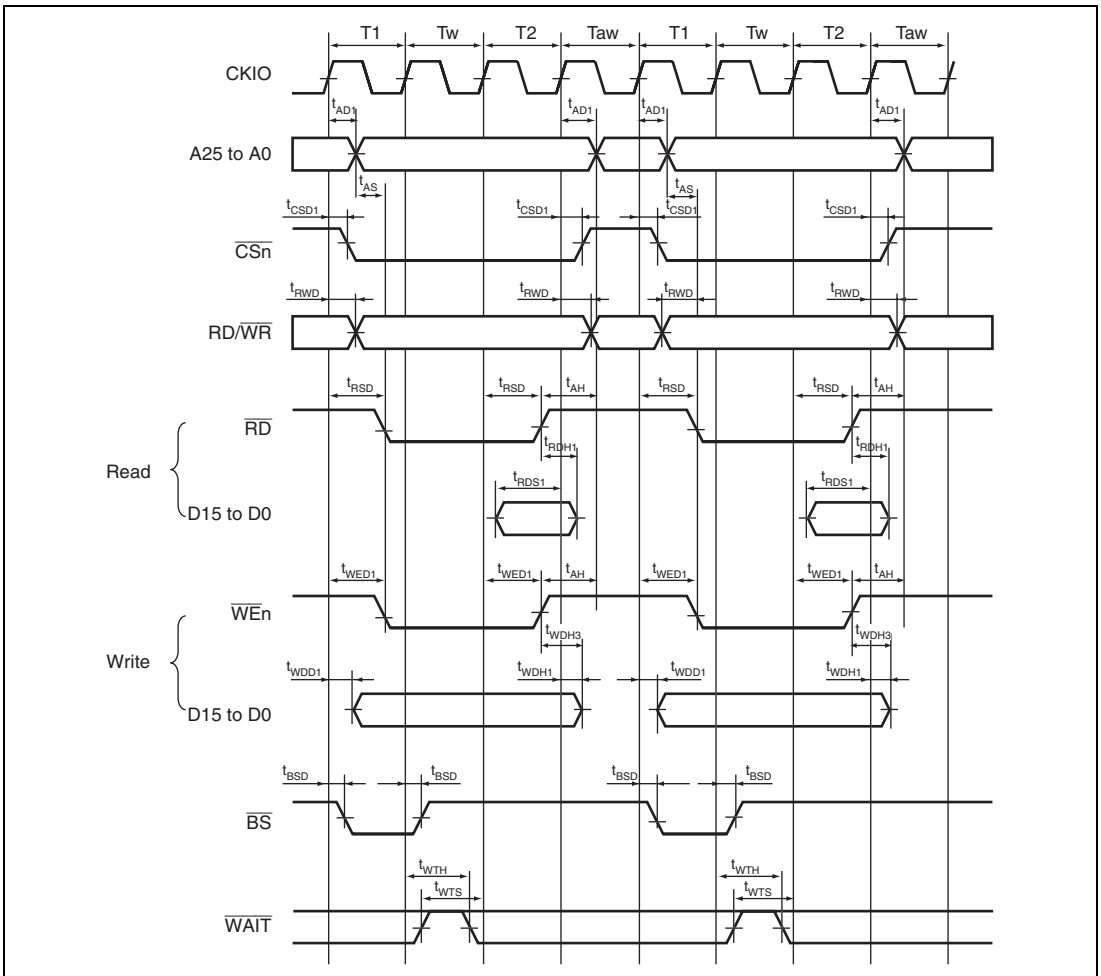 T1 Tw T2 Taw T1 Tw T2 Taw
CKIO
tAD1 tAD1 tAD1 tAD1
A25 to A0
tAS tAS
tCSD1 tCSD1 tCSD1 tCSD1
CSn
tRWD tRWD tRWD tRWD
RD/WR
tRSD tRSD tAH tRSD tRSD tAH
RD
tRDH1 tRDH1
Read
tRDS1 tRDS1
D15 to D0
tWED1 tWED1 tAH tWED1 tWED1 tAH
WEn
tWDH3 tWDH3
Write
tWDD1 tWDH1 tWDD1 tWDH1
D15 to D0
tBSD tBSD tBSD tBSD
BS
tWTH tWTH
tWTS tWTS
WAIT